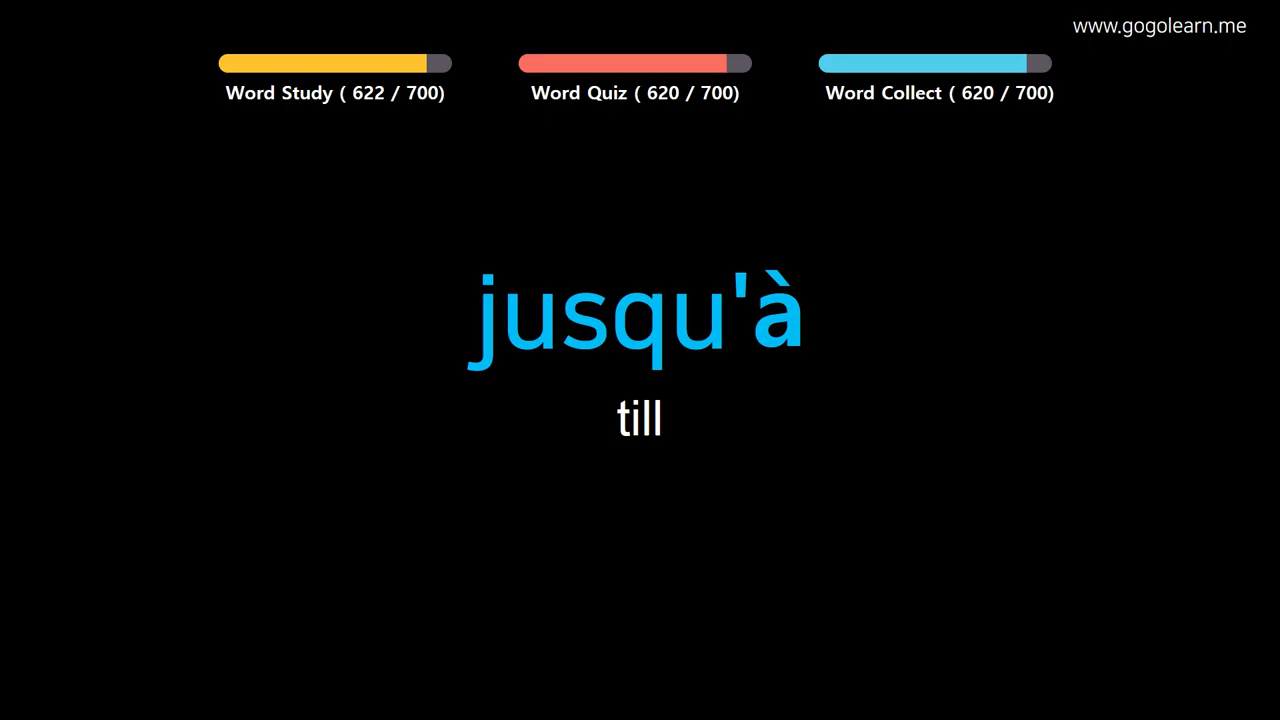 www.gogolearn.me
Word Study ( 622 / 700)
Word Quiz ( 620 / 700)
Word Collect ( 620 / 700)
jusqu'à
till